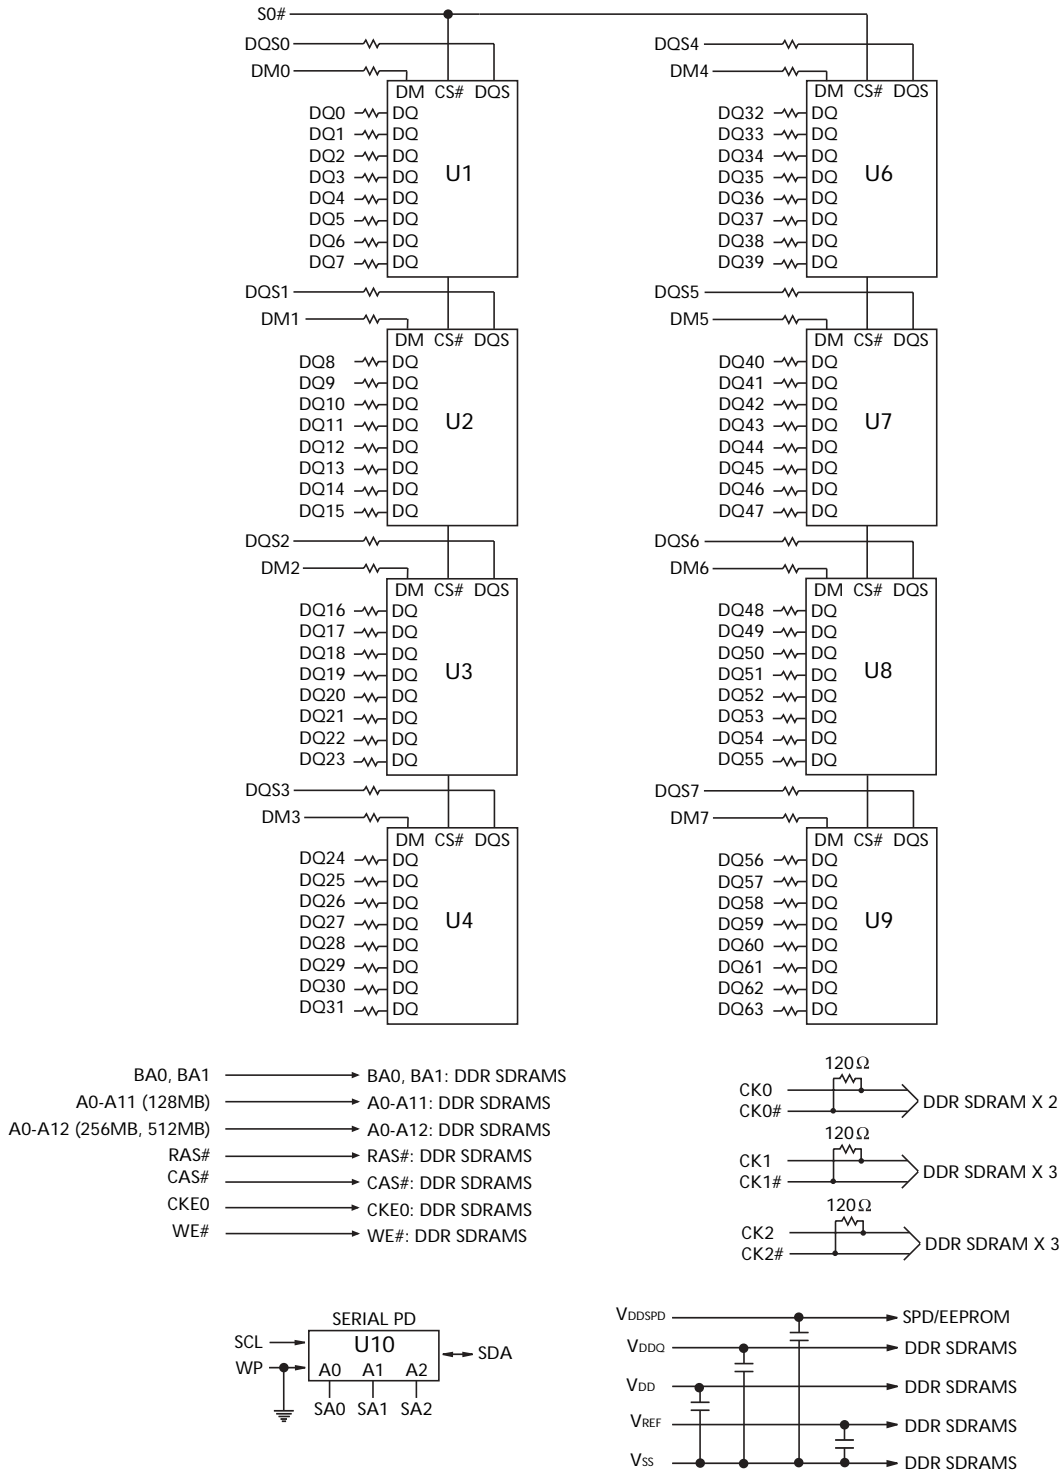 S0#
DQS0
DM0
DM CS# DQS
DQ0 DQ
DQ1 DQ
DQ2 DQ
DQ3 DQ
U1
DQ4 DQ
DQ5 DQ
DQ6 DQ
DQ7 DQ
DQS1
DM1
DM CS# DQS
DQ8 DQ
DQ9 DQ
DQ10 DQ
DQ11 DQ
U2
DQ12 DQ
DQ13 DQ
DQ14 DQ
DQ15 DQ
DQS2
DM2
DM CS# DQS
DQ16 DQ
DQ17 DQ
DQ18 DQ
DQ19 DQ
U3
DQ20 DQ
DQ21 DQ
DQ22 DQ
DQ23 DQ
DQS3
DM3
DM CS# DQS
DQ24 DQ
DQ25 DQ
DQ26 DQ
DQ27 DQ
U4
DQ28 DQ
DQ29 DQ
DQ30 DQ
DQ31 DQ
DQS4
DM4
DM CS# DQS
DQ32 DQ
DQ33 DQ
DQ34 DQ
DQ35 DQ
U6
DQ36 DQ
DQ37 DQ
DQ38 DQ
DQ39 DQ
DQS5
DM5
DM CS# DQS
DQ40 DQ
DQ41 DQ
DQ42 DQ
DQ43 DQ
U7
DQ44 DQ
DQ45 DQ
DQ46 DQ
DQ47 DQ
DQS6
DM6
DM CS# DQS
DQ48 DQ
DQ49 DQ
DQ50 DQ
DQ51 DQ
U8
DQ52 DQ
DQ53 DQ
DQ54 DQ
DQ55 DQ
DQS7
DM7
DM CS# DQS
DQ56 DQ
DQ57 DQ
DQ58 DQ
DQ59 DQ
U9
DQ60 DQ
DQ61 DQ
DQ62 DQ
DQ63 DQ
BA0, BA1 BA0, BA1: DDR SDRAMS
A0-A11 (128MB) A0-A11: DDR SDRAMS
A0-A12 (256MB, 512MB) A0-A12: DDR SDRAMS
RAS# RAS#: DDR SDRAMS
CAS# CAS#: DDR SDRAMS
CKE0 CKE0: DDR SDRAMS
WE# WE#: DDR SDRAMS
120Ω
CK0
CK0#
DDR SDRAM X 2
120Ω
CK1
CK1#
DDR SDRAM X 3
120Ω
CK2
CK2#
DDR SDRAM X 3
SERIAL PD
SCL
U10
SDA
WP
A0 A1 A2
SA0 SA1 SA2
VDDSPD SPD/EEPROM
VDDQ DDR SDRAMS
VDD DDR SDRAMS
VREF DDR SDRAMS
VSS DDR SDRAMS